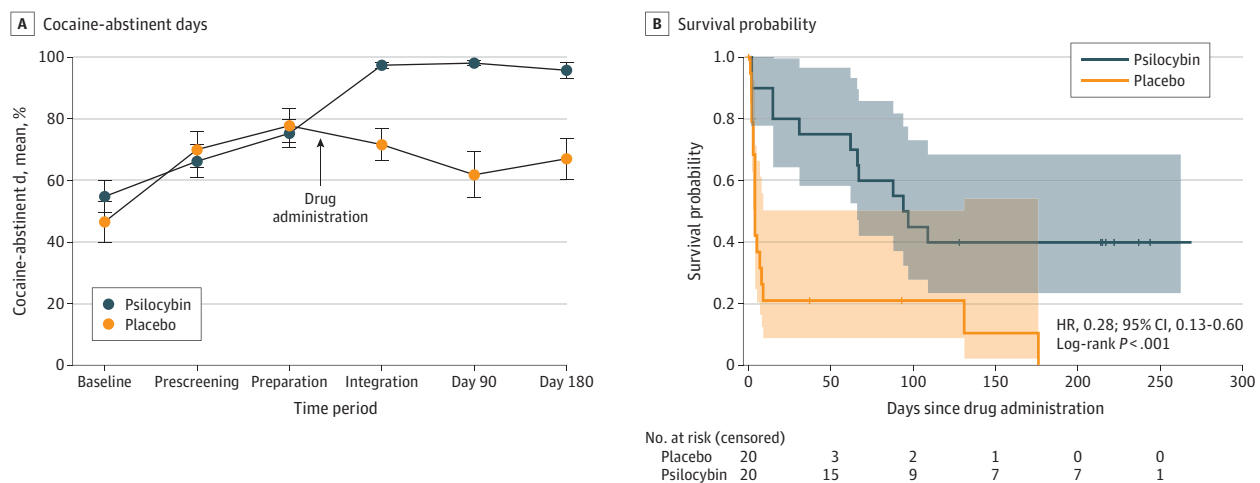 A Cocaine-abstinent days
100
80
60
40
20
0
Cocaine-abstinent d, mean, %
Drug
administration
Psilocybin
Placebo
Baseline Prescreening Preparation Integration Day 90 Day 180
Time period
B Survival probability
1.0
0.8
0.6
0.4
0.2
0
Survival probability
Psilocybin
Placebo
HR, 0.28; 95% CI, 0.13-0.60
Log-rank P<.001
0 50 100 150 200 250 300
Days since drug administration
No. at risk (censored)
Placebo 20 3 2 1 0 0
Psilocybin 20 15 9 7 7 1